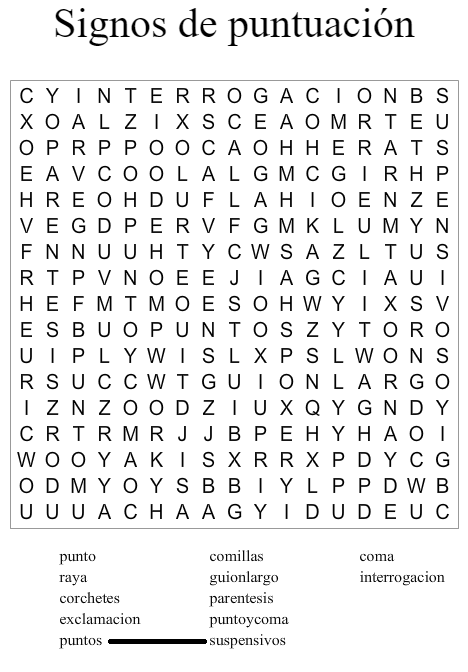 Signos de puntuación
C Y I N T E R R O G A C I O N B S
X O A L Z I X S C E A O M R T E U
O P R P P O O C A O H H E R A T S
E A V C O O L A L G M C G I R H P
H R E O H D U F L A H I O E N Z E
V E G D P E R V F G M K L U M Y N
F N N U U H T Y C W S A Z L T U S
R T P V N O E E J I A G C I A U I
H E F M T M O E S O H W Y I X S V
E S B U O P U N T O S Z Y T O R O
U I P L Y W I S L X P S L W O N S
R S U C C W T G U I O N L A R G O
I Z N Z O O D Z I U X Q Y G N D Y
C R T R M R J J B P E H Y H A O I
W O O Y A K I S X R R X P D Y C G
O D M Y O Y S B B I Y L P P D W B
U U U A C H A A G Y I D U D E U C
punto comillas coma
raya guionlargo interrogacion
corchetes parentesis
exclamacion puntoycoma
puntos suspensivos